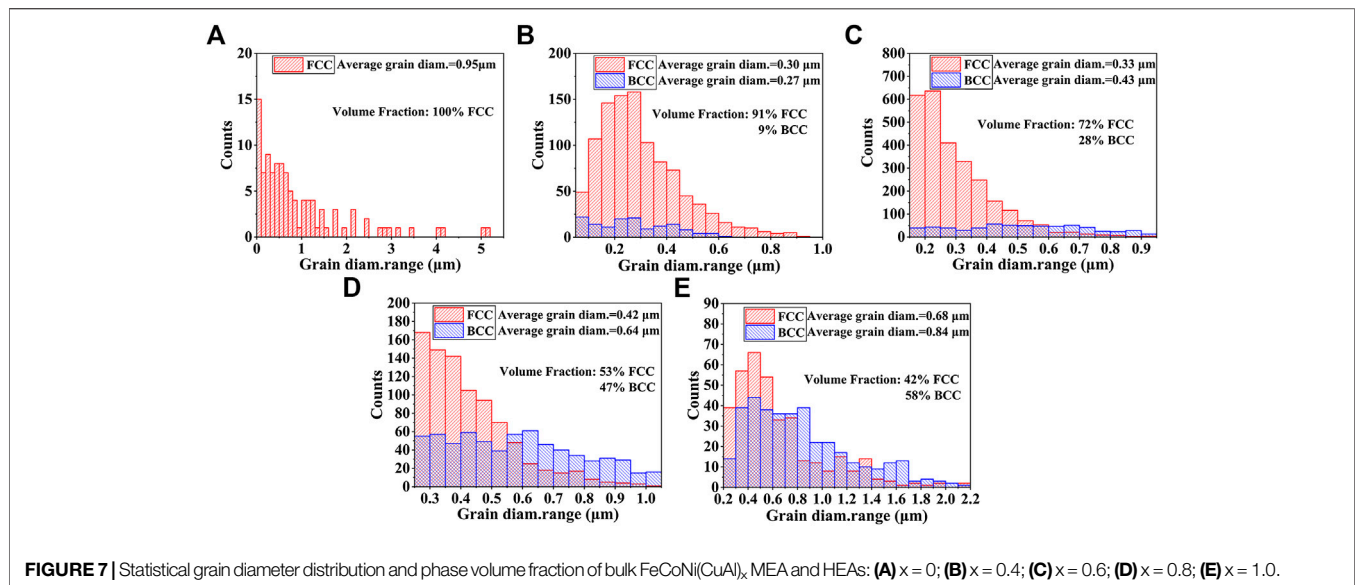 A
20
15
10
5
0
Counts
FCC Average grain diam.=0.95μm
Volume Fraction: 100% FCC
0 1 2 3 4 5
Grain diam.range (μm)
B
200
150
100
50
0
Counts
FCC Average grain diam.=0.30 μm
BCC Average grain diam.=0.27 μm
Volume Fraction: 91% FCC
9% BCC
0.2 0.4 0.6 0.8 1.0
Grain diam.range (μm)
C
800
700
600
500
400
300
200
100
0
Counts
FCC Average grain diam.=0.33 μm
BCC Average grain diam.=0.43 μm
Volume Fraction: 72% FCC
28% BCC
0.2 0.3 0.4 0.5 0.6 0.7 0.8 0.9
Grain diam.range (μm)
D
200
180
160
140
120
100
80
60
40
20
0
Counts
FCC Average grain diam.=0.42 μm
BCC Average grain diam.=0.64 μm
Volume Fraction: 53% FCC
47% BCC
0.3 0.4 0.5 0.6 0.7 0.8 0.9 1.0
Grain diam.range (μm)
E
90
80
70
60
50
40
30
20
10
0
Counts
FCC Average grain diam.=0.68 μm
BCC Average grain diam.=0.84 μm
Volume Fraction: 42% FCC
58% BCC
0.2 0.4 0.6 0.8 1.0 1.2 1.4 1.6 1.8 2.0 2.2
Grain diam.range (μm)
FIGURE 7 | Statistical grain diameter distribution and phase volume fraction of bulk FeCoNi(CuAl)ₓ MEA and HEAs: (A) x = 0; (B) x = 0.4; (C) x = 0.6; (D) x = 0.8; (E) x = 1.0.